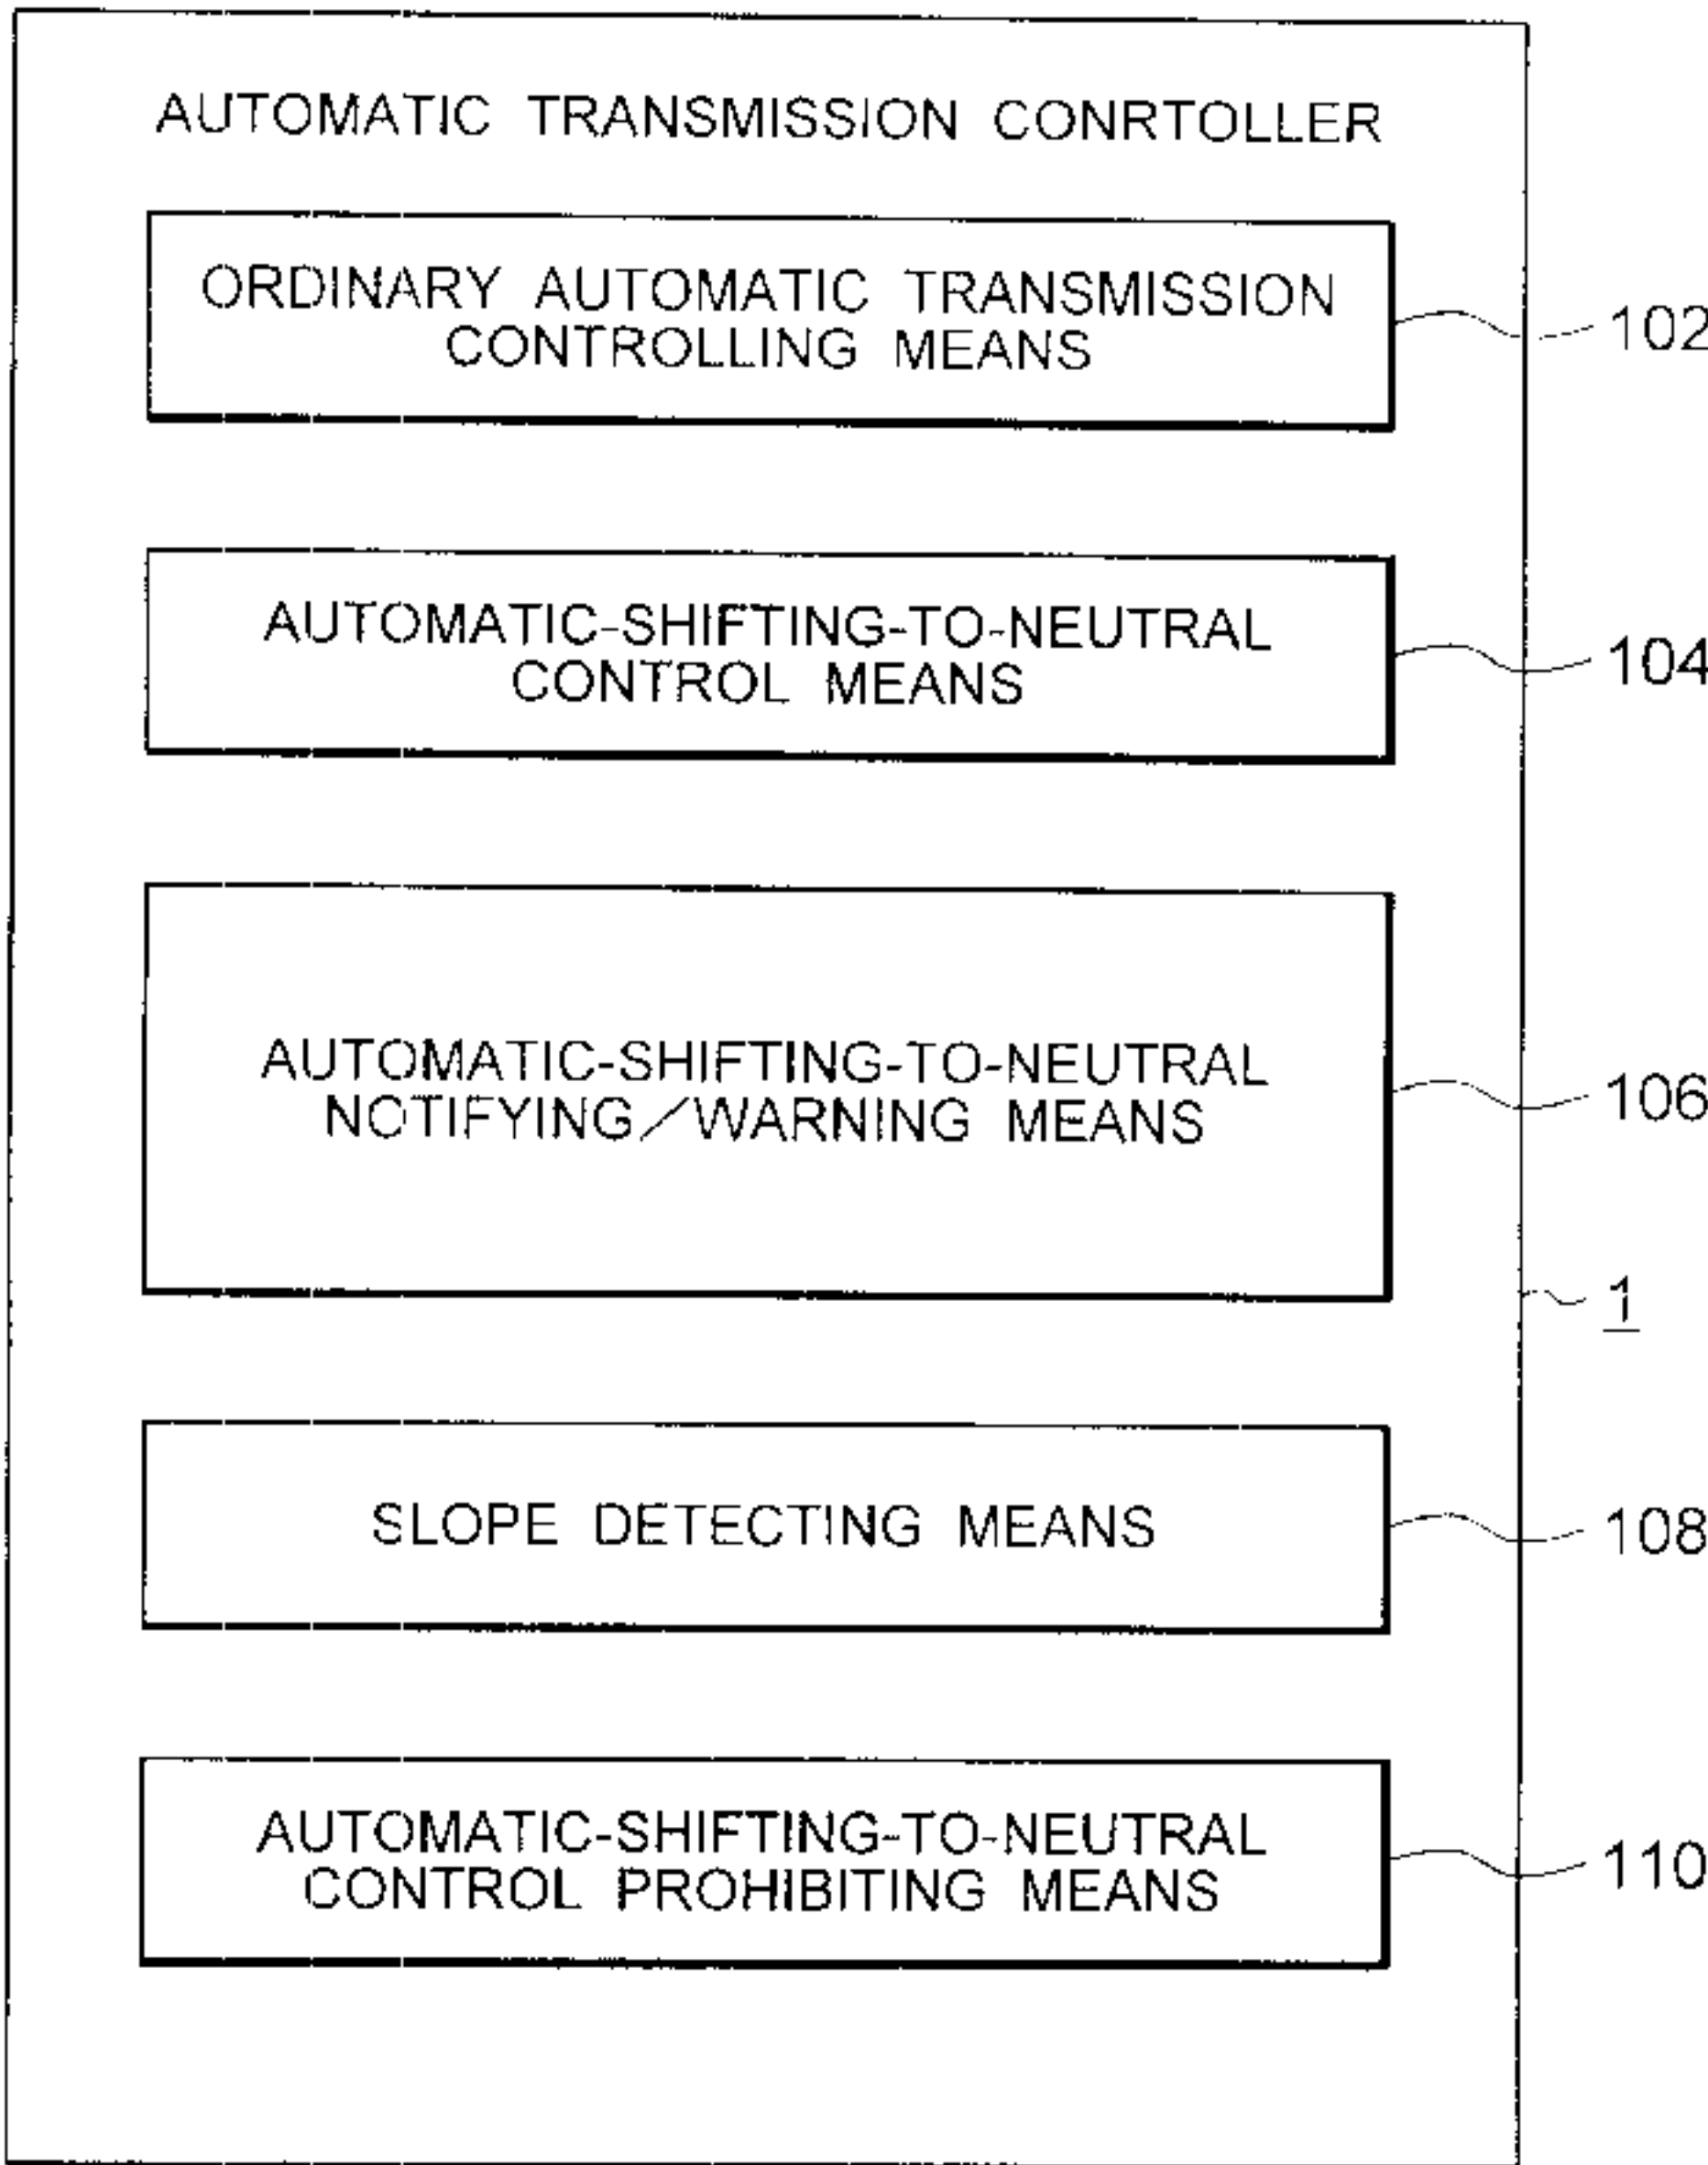 AUTOMATIC TRANSMISSION CONRTOLLER
ORDINARY AUTOMATIC TRANSMISSION
CONTROLLING MEANS
102
AUTOMATIC-SHIFTING-TO-NEUTRAL
CONTROL MEANS
104
AUTOMATIC-SHIFTING-TO-NEUTRAL
NOTIFYING/WARNING MEANS
106
1
SLOPE DETECTING MEANS
108
AUTOMATIC-SHIFTING-TO-NEUTRAL
CONTROL PROHIBITING MEANS
110